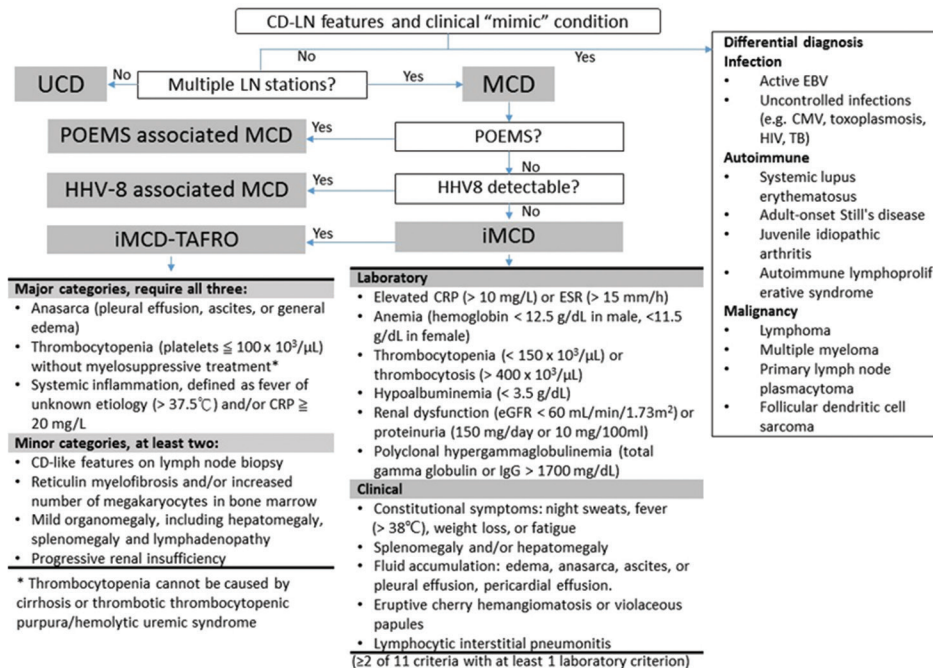 CD-LN features and clinical “mimic” condition
No
Yes
UCD
No
Multiple LN stations?
Yes
MCD
POEMS associated MCD
Yes
POEMS?
No
HHV-8 associated MCD
Yes
HHV8 detectable?
No
iMCD-TAFRO
Yes
iMCD
Major categories, require all three:
• Anasarca (pleural effusion, ascites, or general
edema)
• Thrombocytopenia (platelets ≦ 100 x 10³/μL)
without myelosuppressive treatment*
• Systemic inflammation, defined as fever of
unknown etiology (> 37.5℃) and/or CRP ≧
20 mg/L
Minor categories, at least two:
• CD-like features on lymph node biopsy
• Reticulin myelofibrosis and/or increased
number of megakaryocytes in bone marrow
• Mild organomegaly, including hepatomegaly,
splenomegaly and lymphadenopathy
• Progressive renal insufficiency
* Thrombocytopenia cannot be caused by
cirrhosis or thrombotic thrombocytopenic
purpura/hemolytic uremic syndrome
Laboratory
• Elevated CRP (> 10 mg/L) or ESR (> 15 mm/h)
• Anemia (hemoglobin < 12.5 g/dL in male, <11.5
g/dL in female)
• Thrombocytopenia (< 150 x 10³/μL) or
thrombocytosis (> 400 x 10³/μL)
• Hypoalbuminemia (< 3.5 g/dL)
• Renal dysfunction (eGFR < 60 mL/min/1.73m²) or
proteinuria (150 mg/day or 10 mg/100ml)
• Polyclonal hypergammaglobulinemia (total
gamma globulin or IgG > 1700 mg/dL)
Clinical
• Constitutional symptoms: night sweats, fever
(> 38℃), weight loss, or fatigue
• Splenomegaly and/or hepatomegaly
• Fluid accumulation: edema, anasarca, ascites, or
pleural effusion, pericardial effusion.
• Eruptive cherry hemangiomatosis or violaceous
papules
• Lymphocytic interstitial pneumonitis
(≥2 of 11 criteria with at least 1 laboratory criterion)
Differential diagnosis
Infection
• Active EBV
• Uncontrolled infections
(e.g. CMV, toxoplasmosis,
HIV, TB)
Autoimmune
• Systemic lupus
erythematosus
• Adult-onset Still's disease
• Juvenile idiopathic
arthritis
• Autoimmune lymphoprolif
erative syndrome
Malignancy
• Lymphoma
• Multiple myeloma
• Primary lymph node
plasmacytoma
• Follicular dendritic cell
sarcoma